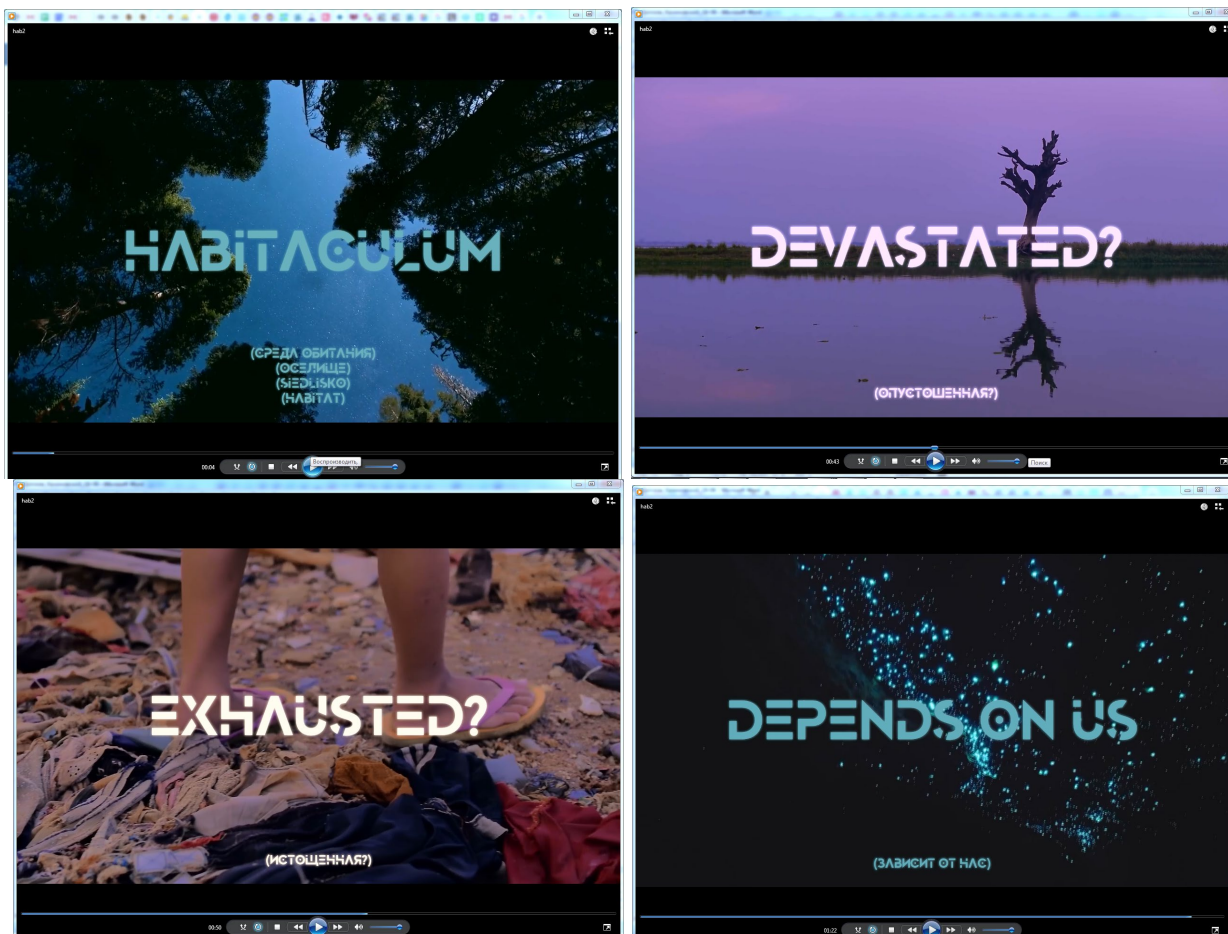 hab2
HABITACULUM
(СРЕДА ОБИТАНИЯ)
(ОСЕЛИЩЕ)
(SIEDLISKO)
(HABITAT)
00:04
Воспроизводить
hab2
DEVASTATED?
(ОПУСТОШЕННАЯ?)
00:43
Поиск
hab2
EXHAUSTED?
(ИСТОЩЕННАЯ?)
00:50
hab2
DEPENDS ON US
(ЗАВИСИТ ОТ НАС)
01:22